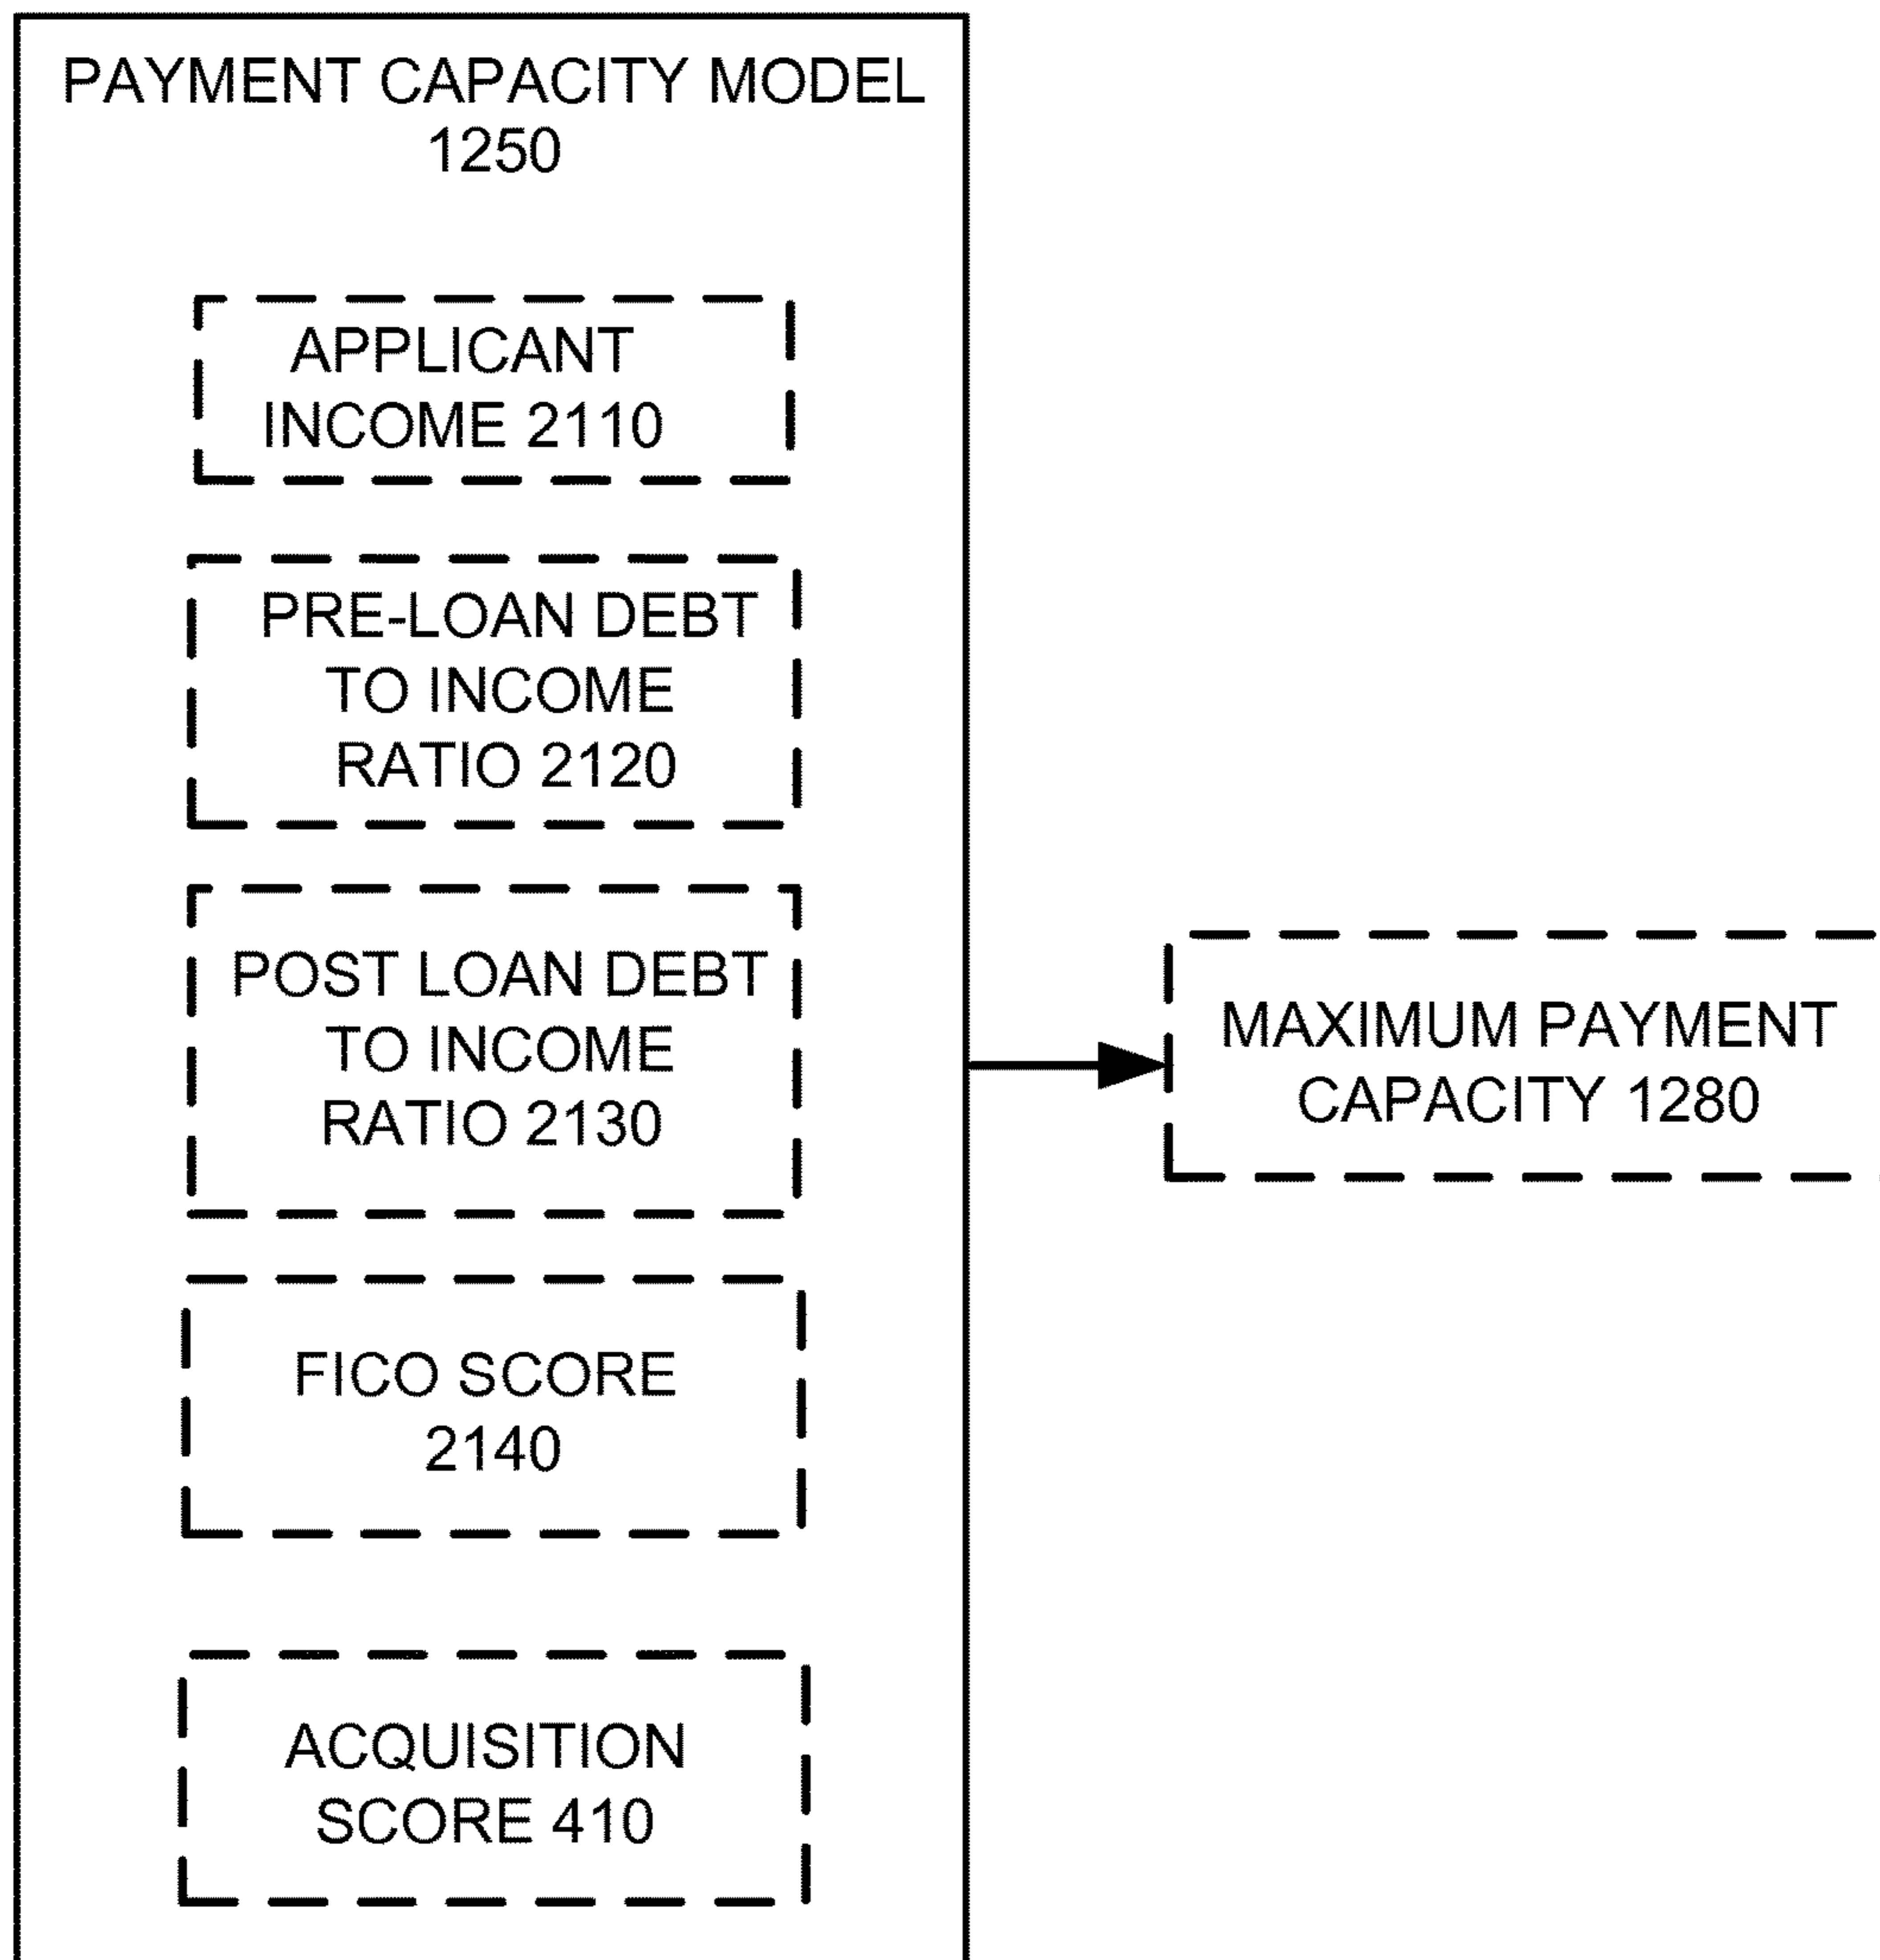 PAYMENT CAPACITY MODEL
1250
APPLICANT
INCOME 2110
PRE-LOAN DEBT
TO INCOME
RATIO 2120
POST LOAN DEBT
TO INCOME
RATIO 2130
FICO SCORE
2140
ACQUISITION
SCORE 410
MAXIMUM PAYMENT
CAPACITY 1280